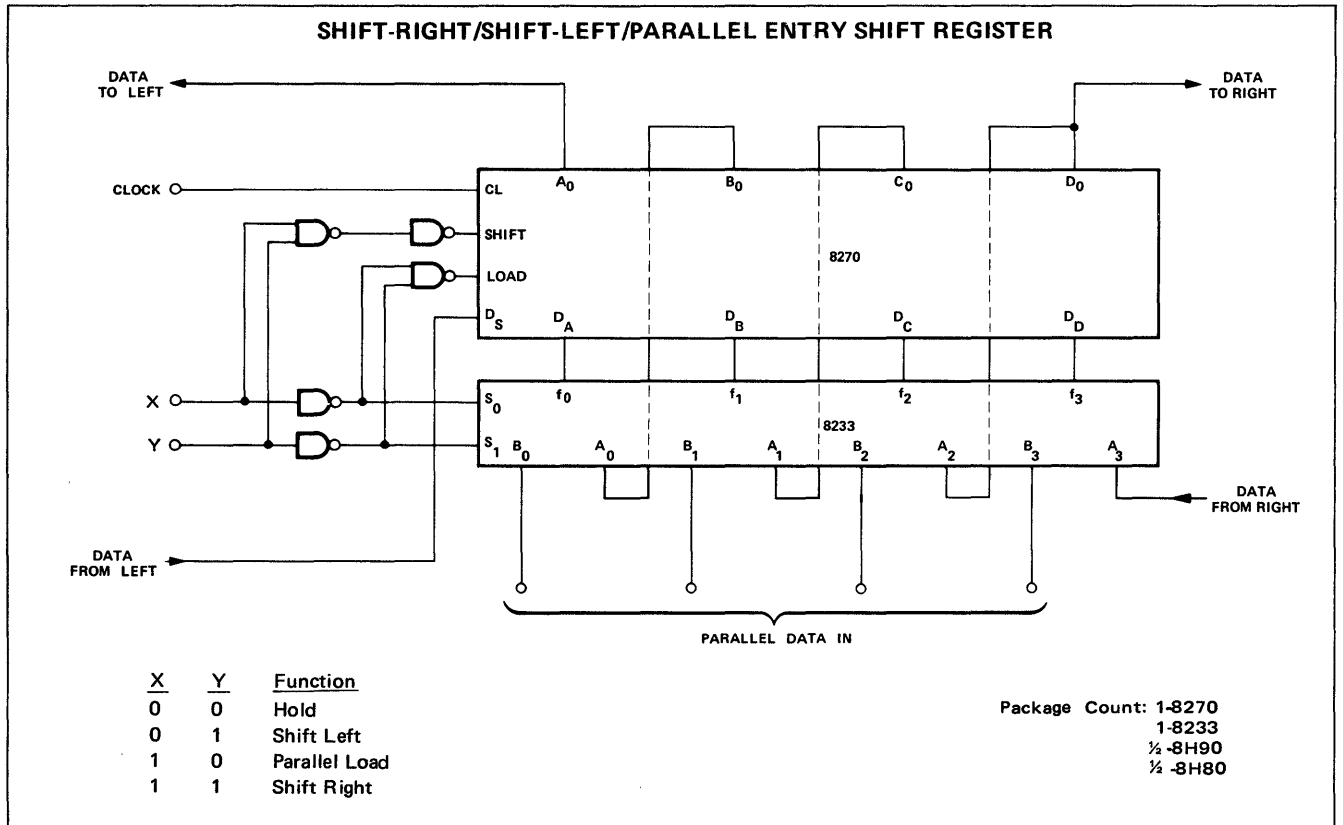 SHIFT-RIGHT/SHIFT-LEFT/PARALLEL ENTRY SHIFT REGISTER
DATA
TO LEFT
DATA
TO RIGHT
CLOCK
CL
A0
B0
C0
D0
SHIFT
8270
LOAD
DS
DA
DB
DC
DD
X
S0
f0
f1
f2
f3
8233
Y
S1
B0
A0
B1
A1
B2
A2
B3
A3
DATA
FROM RIGHT
DATA
FROM LEFT
PARALLEL DATA IN
X Y Function
0 0 Hold
0 1 Shift Left
1 0 Parallel Load
1 1 Shift Right
Package Count: 1-8270
1-8233
½ -8H90
½ -8H80